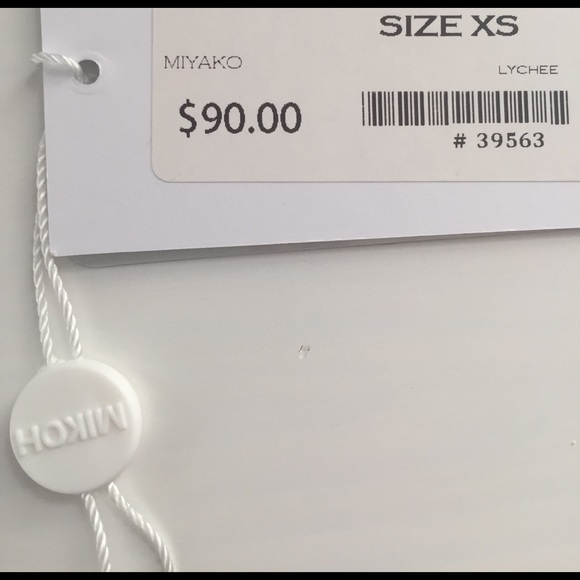 SIZE XS
MIYAKO
LYCHEE
$90.00
# 39563
MIKOH